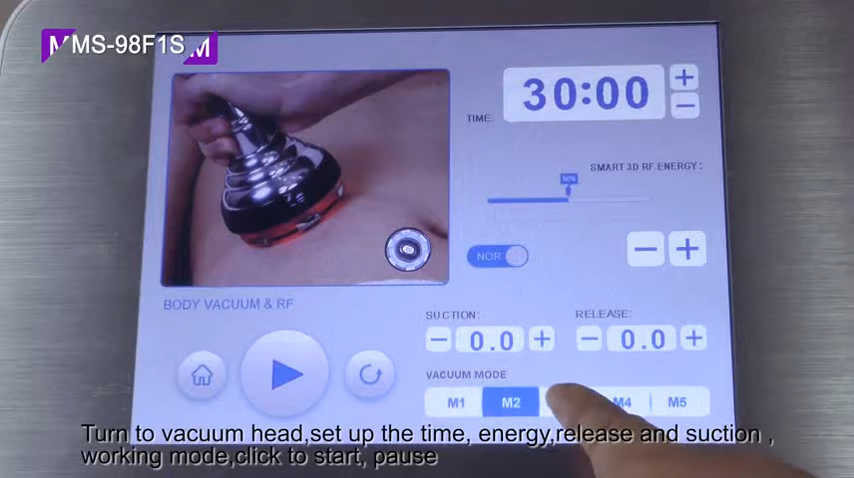 MMS-98F1S M
30:00
TIME:
SMART 3D RF ENERGY:
50%
NOR
BODY VACUUM & RF
SUCTION:
RELEASE:
0.0
0.0
VACUUM MODE
M1 M2 M4 M5
Turn to vacuum head,set up the time, energy,release and suction ,
working mode,click to start, pause